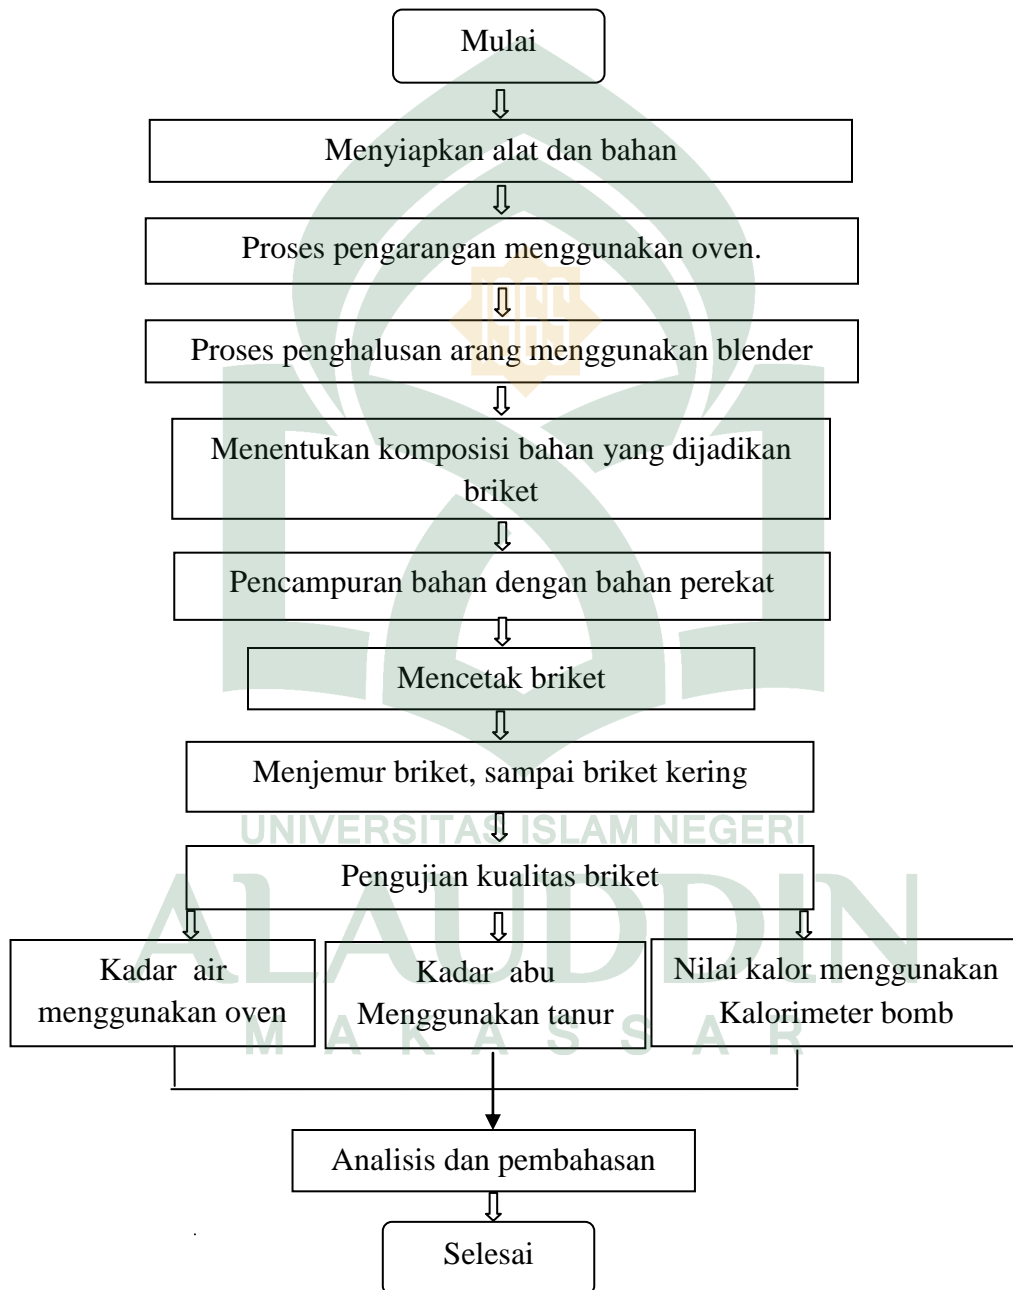 Mulai
Menyiapkan alat dan bahan
Proses pengarangan menggunakan oven.
Proses penghalusan arang menggunakan blender
Menentukan komposisi bahan yang dijadikan
briket
Pencampuran bahan dengan bahan perekat
Mencetak briket
Menjemur briket, sampai briket kering
UNIVERSITAS ISLAM NEGERI
Pengujian kualitas briket
ALAUDDIN
Kadar air
menggunakan oven
Kadar abu
Menggunakan tanur
Nilai kalor menggunakan
Kalorimeter bomb
MAKASSAR
Analisis dan pembahasan
Selesai